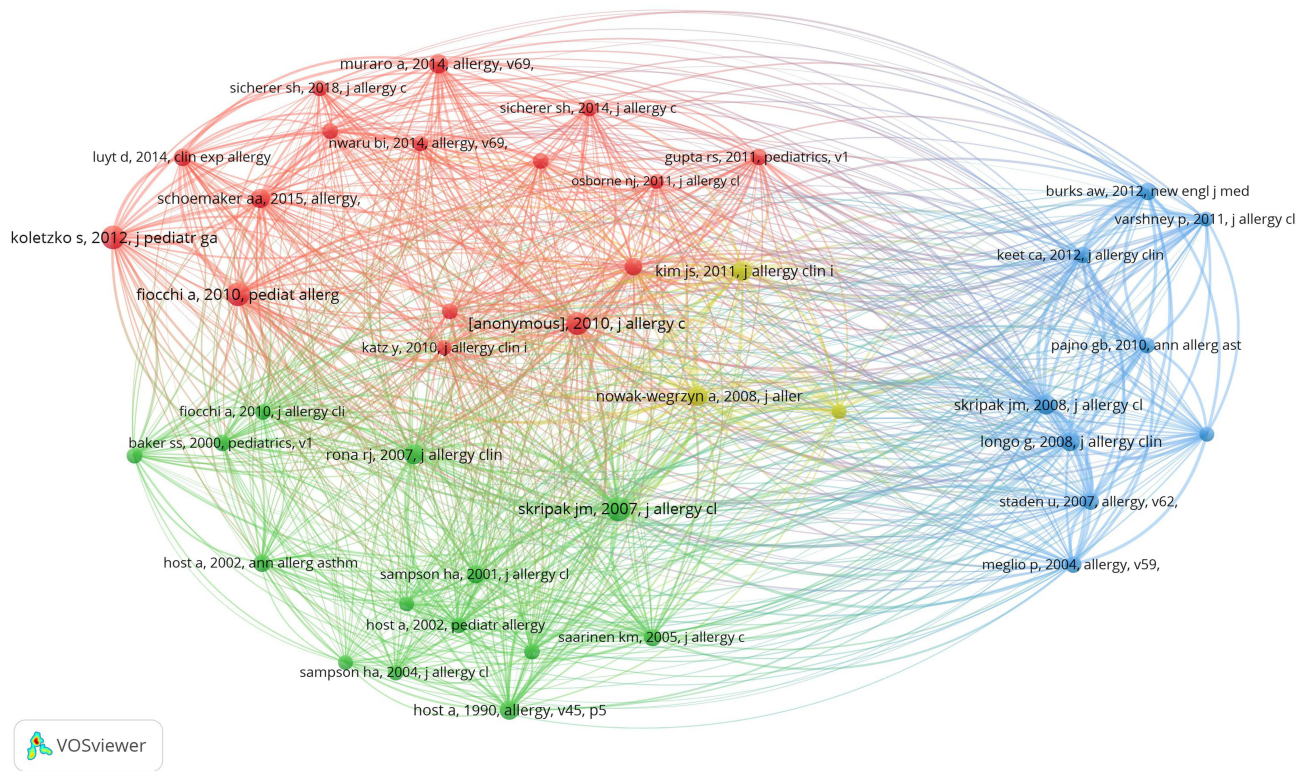 muraro a, 2014, allergy, v69,
sicherer sh, 2018, j allergy c
sicherer sh, 2014, j allergy c
nwaru bi, 2014, allergy, v69,
luyt d, 2014, clin exp allergy
gupta rs, 2011, pediatrics, v1
osborne nj, 2011, j allergy cl
burks aw, 2012, new engl j med
schoemaker aa, 2015, allergy,
varshney p, 2011, j allergy cl
koletzko s, 2012, j pediatr ga
keet ca, 2012, j allergy clin
kim js, 2011, j allergy clin i
fiocchi a, 2010, pediat allerg
[anonymous], 2010, j allergy c
katz y, 2010, j allergy clin i
pajno gb, 2010, ann allerg ast
nowak-wegrzyn a, 2008, j aller
skripak jm, 2008, j allergy cl
fiocchi a, 2010, j allergy cli
baker ss, 2000, pediatrics, v1
longo g, 2008, j allergy clin
rona rj, 2007, j allergy clin
staden u, 2007, allergy, v62,
skripak jm, 2007, j allergy cl
host a, 2002, ann allerg asthm
meglio p, 2004, allergy, v59,
sampson ha, 2001, j allergy cl
host a, 2002, pediatr allergy
saarinen km, 2005, j allergy c
sampson ha, 2004, j allergy cl
host a, 1990, allergy, v45, p5
VOSviewer